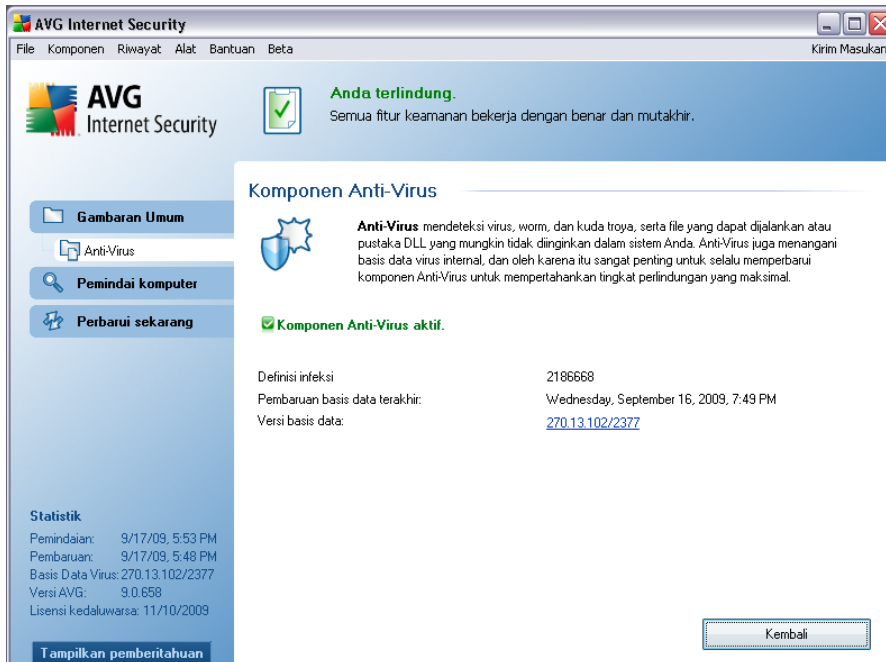 AVG Internet Security
File Komponen Riwayat Alat Bantuan Beta Kirim Masukan
AVG
Internet Security
Anda terlindung.
Semua fitur keamanan bekerja dengan benar dan mutakhir.
Gambaran Umum
Anti-Virus
Pemindai komputer
Perbarui sekarang
Komponen Anti-Virus
Anti-Virus mendeteksi virus, worm, dan kuda troya, serta file yang dapat dijalankan atau
pustaka DLL yang mungkin tidak diinginkan dalam sistem Anda. Anti-Virus juga menangani
basis data virus internal, dan oleh karena itu sangat penting untuk selalu memperbarui
komponen Anti-Virus untuk mempertahankan tingkat perlindungan yang maksimal.
Komponen Anti-Virus aktif.
Definisi infeksi 2186668
Pembaruan basis data terakhir: Wednesday, September 16, 2009, 7:49 PM
Versi basis data: 270.13.102/2377
Statistik
Pemindaian: 9/17/09, 5:53 PM
Pembaruan: 9/17/09, 5:48 PM
Basis Data Virus: 270.13.102/2377
Versi AVG: 9.0.658
Lisensi kedaluwarsa: 11/10/2009
Tampilkan pemberitahuan
Kembali